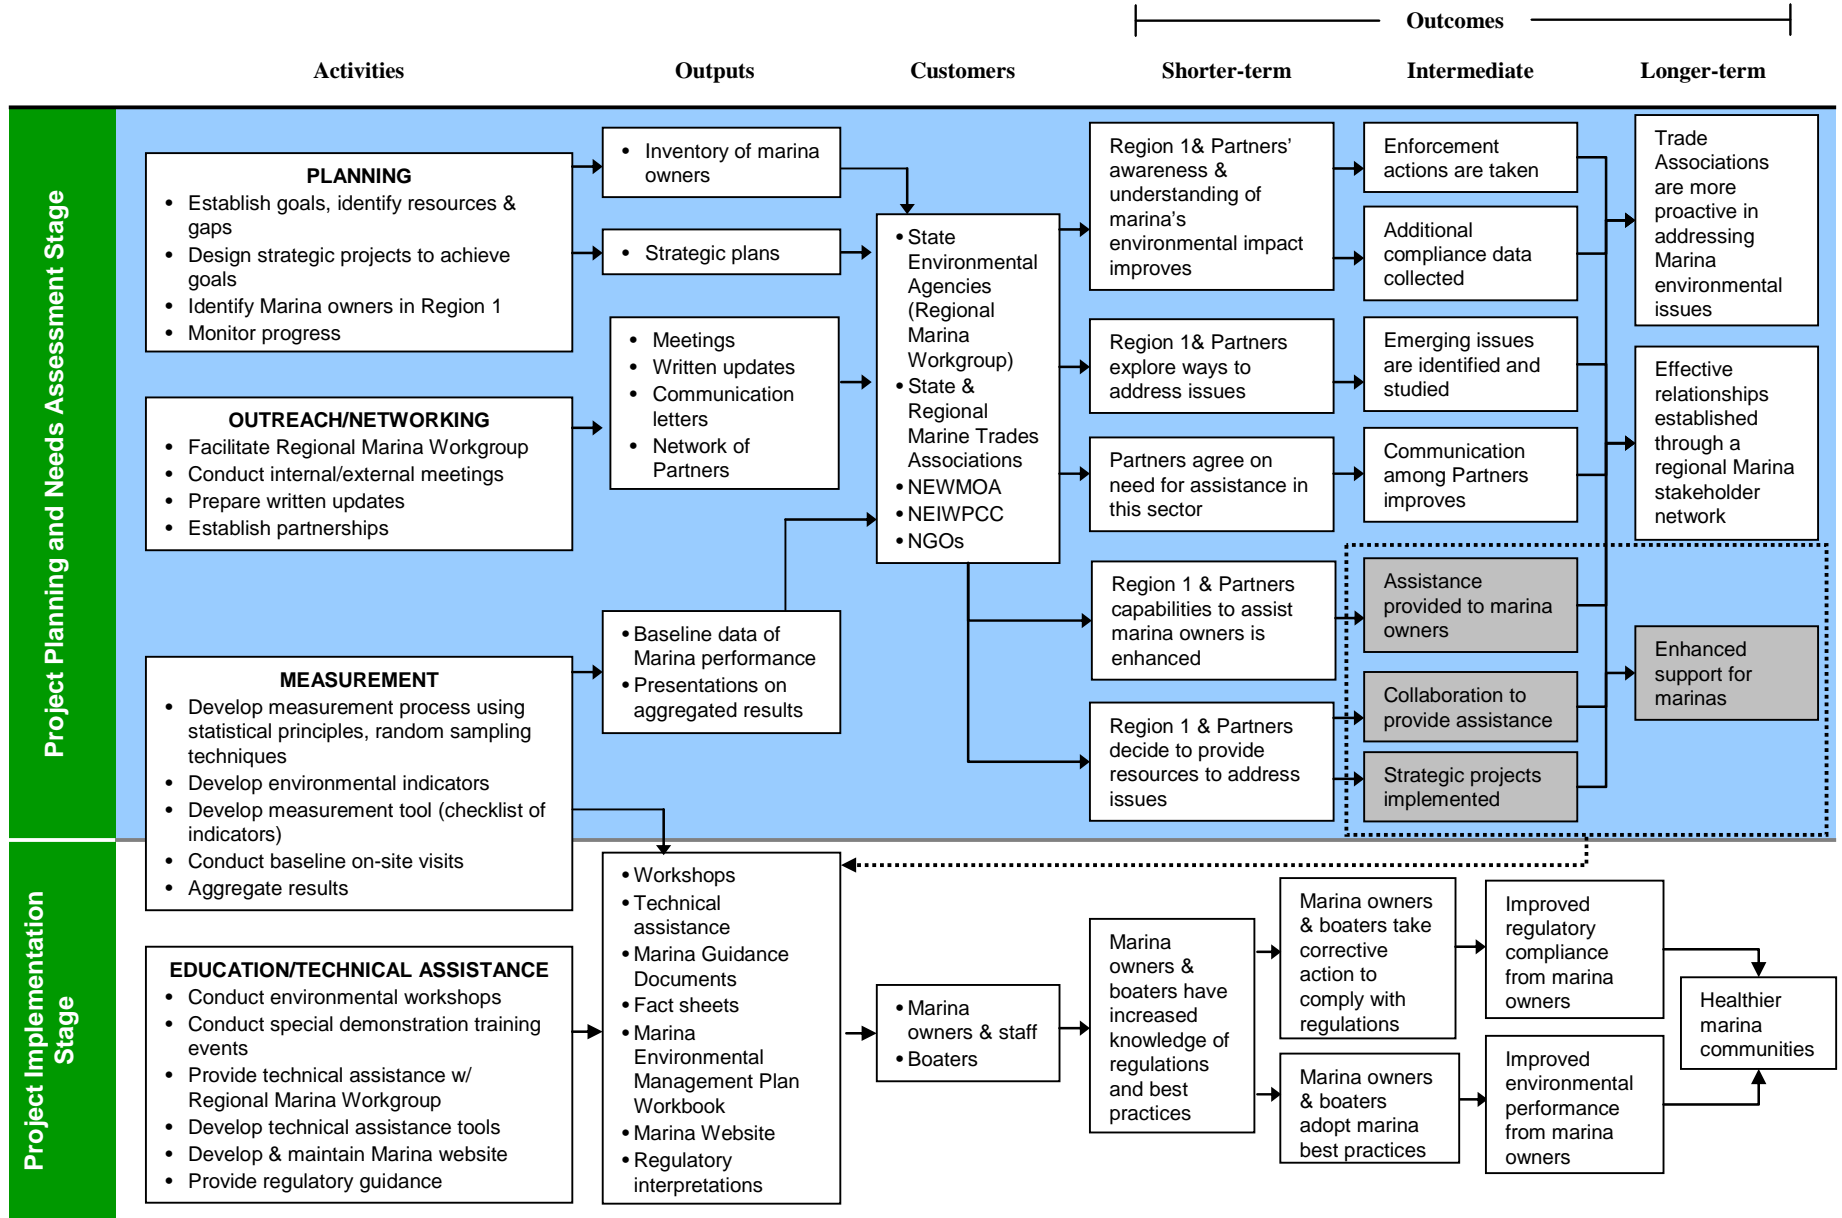 Outcomes
Activities
Outputs
Customers
Shorter-term
Intermediate
Longer-term
Project Planning and Needs Assessment Stage
PLANNING
• Establish goals, identify resources &
gaps
• Design strategic projects to achieve
goals
• Identify Marina owners in Region 1
• Monitor progress
OUTREACH/NETWORKING
• Facilitate Regional Marina Workgroup
• Conduct internal/external meetings
• Prepare written updates
• Establish partnerships
MEASUREMENT
• Develop measurement process using
statistical principles, random sampling
techniques
• Develop environmental indicators
• Develop measurement tool (checklist of
indicators)
• Conduct baseline on-site visits
• Aggregate results
• Inventory of marina
owners
• Strategic plans
• Meetings
• Written updates
• Communication
letters
• Network of
Partners
• Baseline data of
Marina performance
• Presentations on
aggregated results
• State
Environmental
Agencies
(Regional
Marina
Workgroup)
• State &
Regional
Marine Trades
Associations
• NEWMOA
• NEIWPCC
• NGOs
Region 1& Partners'
awareness &
understanding of
marina's
environmental impact
improves
Region 1& Partners
explore ways to
address issues
Partners agree on
need for assistance in
this sector
Region 1 & Partners
capabilities to assist
marina owners is
enhanced
Region 1 & Partners
decide to provide
resources to address
issues
Enforcement
actions are taken
Additional
compliance data
collected
Emerging issues
are identified and
studied
Communication
among Partners
improves
Assistance
provided to marina
owners
Collaboration to
provide assistance
Strategic projects
implemented
Trade
Associations
are more
proactive in
addressing
Marina
environmental
issues
Effective
relationships
established
through a
regional Marina
stakeholder
network
Enhanced
support for
marinas
Project Implementation
Stage
EDUCATION/TECHNICAL ASSISTANCE
• Conduct environmental workshops
• Conduct special demonstration training
events
• Provide technical assistance w/
Regional Marina Workgroup
• Develop technical assistance tools
• Develop & maintain Marina website
• Provide regulatory guidance
• Workshops
• Technical
assistance
• Marina Guidance
Documents
• Fact sheets
• Marina
Environmental
Management Plan
Workbook
• Marina Website
• Regulatory
interpretations
• Marina
owners & staff
• Boaters
Marina
owners &
boaters have
increased
knowledge of
regulations
and best
practices
Marina owners
& boaters take
corrective
action to
comply with
regulations
Marina owners
& boaters
adopt marina
best practices
Improved
regulatory
compliance
from marina
owners
Improved
environmental
performance
from marina
owners
Healthier
marina
communities